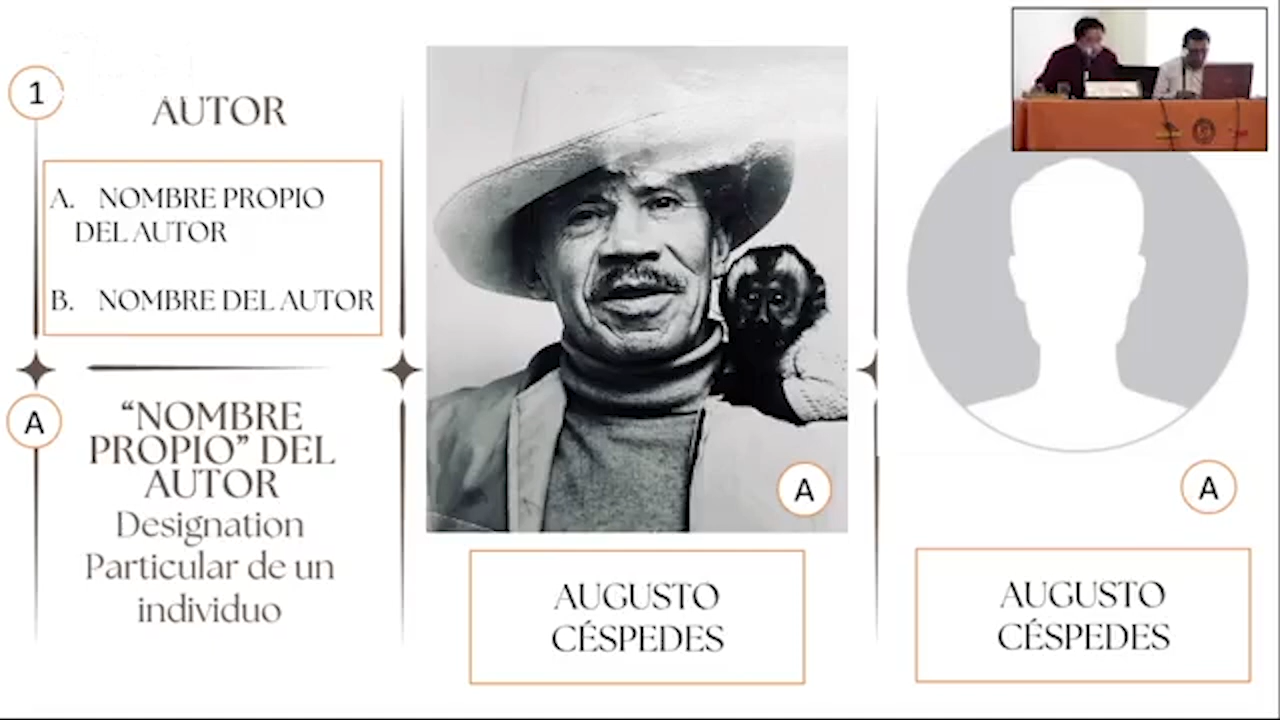 1
AUTOR
A. NOMBRE PROPIO
DEL AUTOR
B. NOMBRE DEL AUTOR
A
“NOMBRE
PROPIO” DEL
AUTOR
Designation
Particular de un
individuo
A
AUGUSTO
CÉSPEDES
A
AUGUSTO
CÉSPEDES